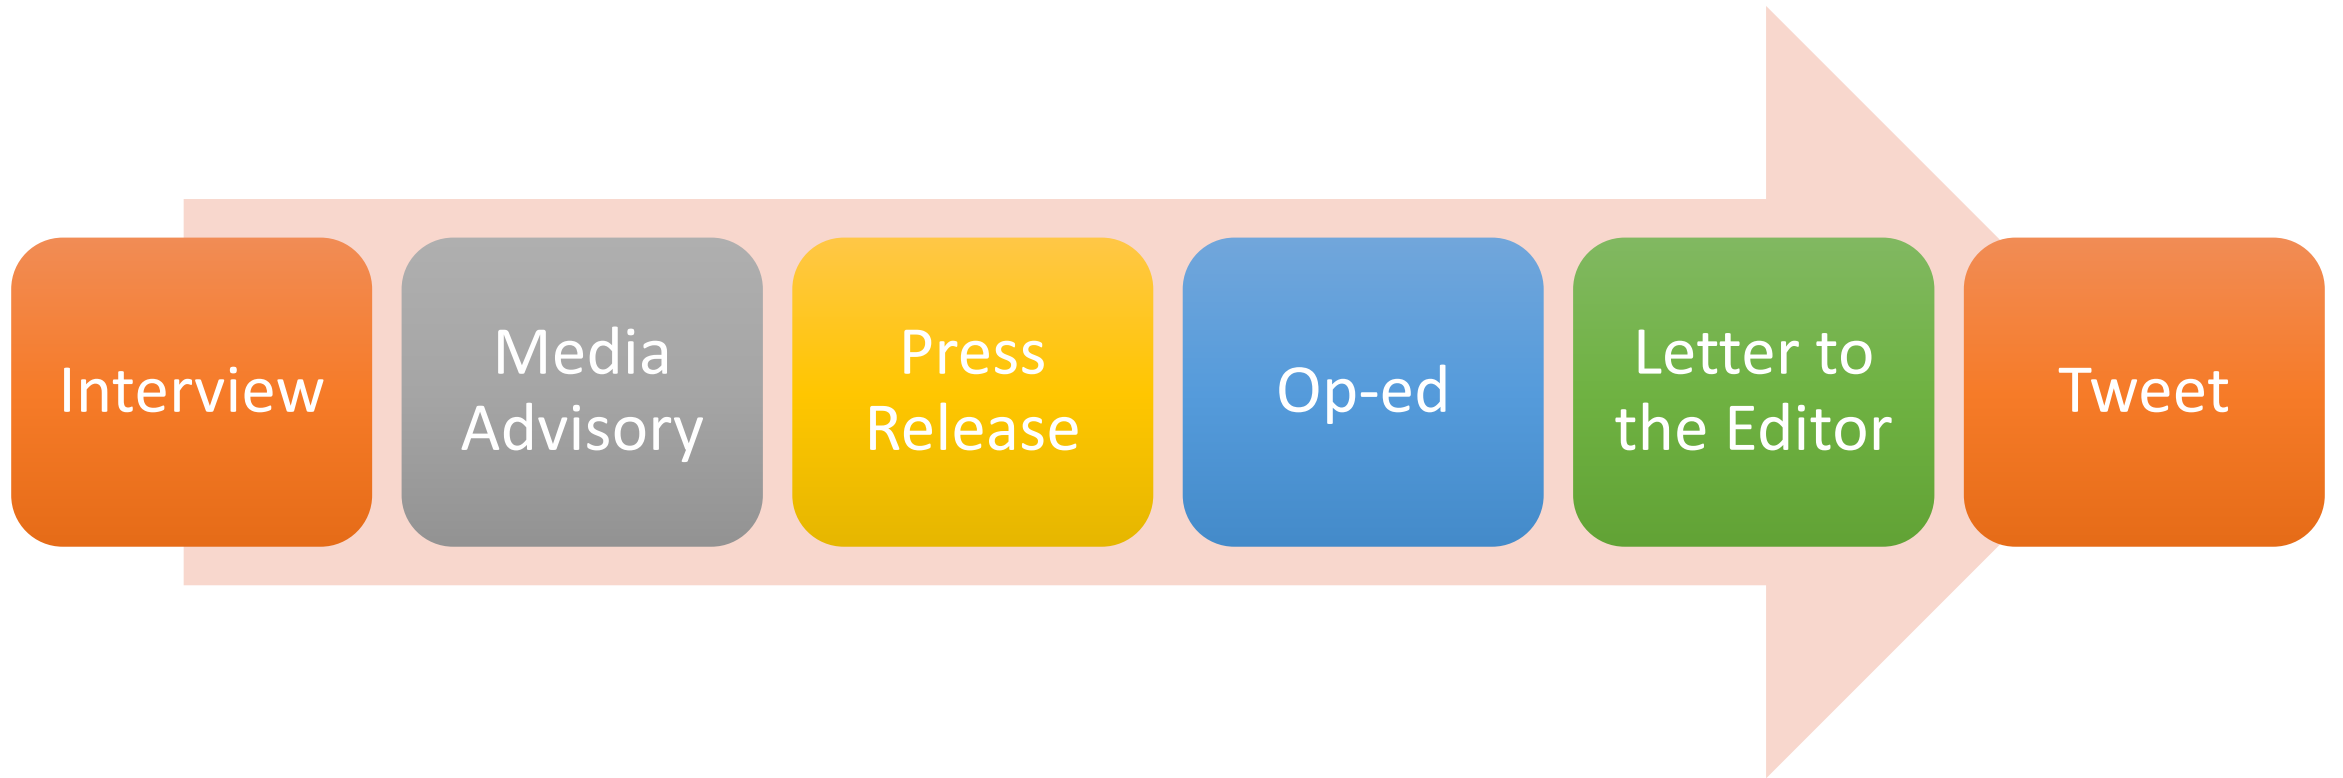 Interview
Media
Advisory
Press
Release
Op-ed
Letter to
the Editor
Tweet